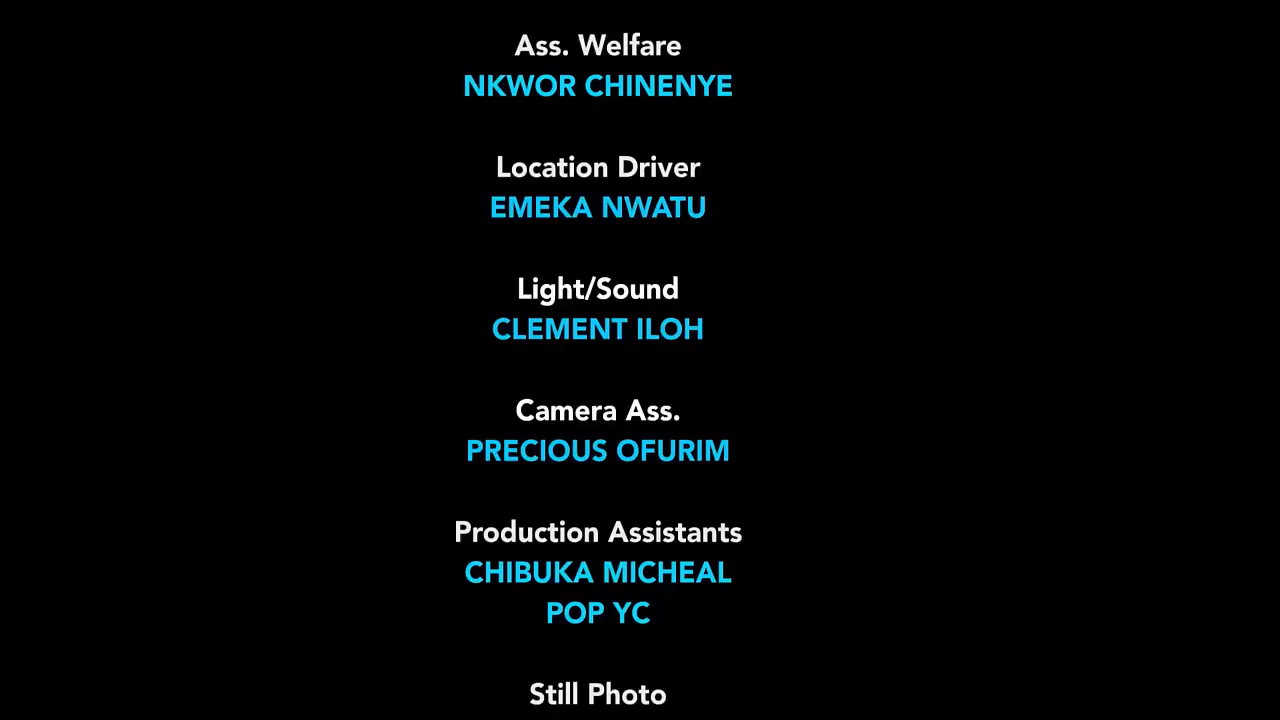 Ass. Welfare
NKWOR CHINENYE
Location Driver
EMEKA NWATU
Light/Sound
CLEMENT ILOH
Camera Ass.
PRECIOUS OFURIM
Production Assistants
CHIBUKA MICHEAL
POP YC
Still Photo